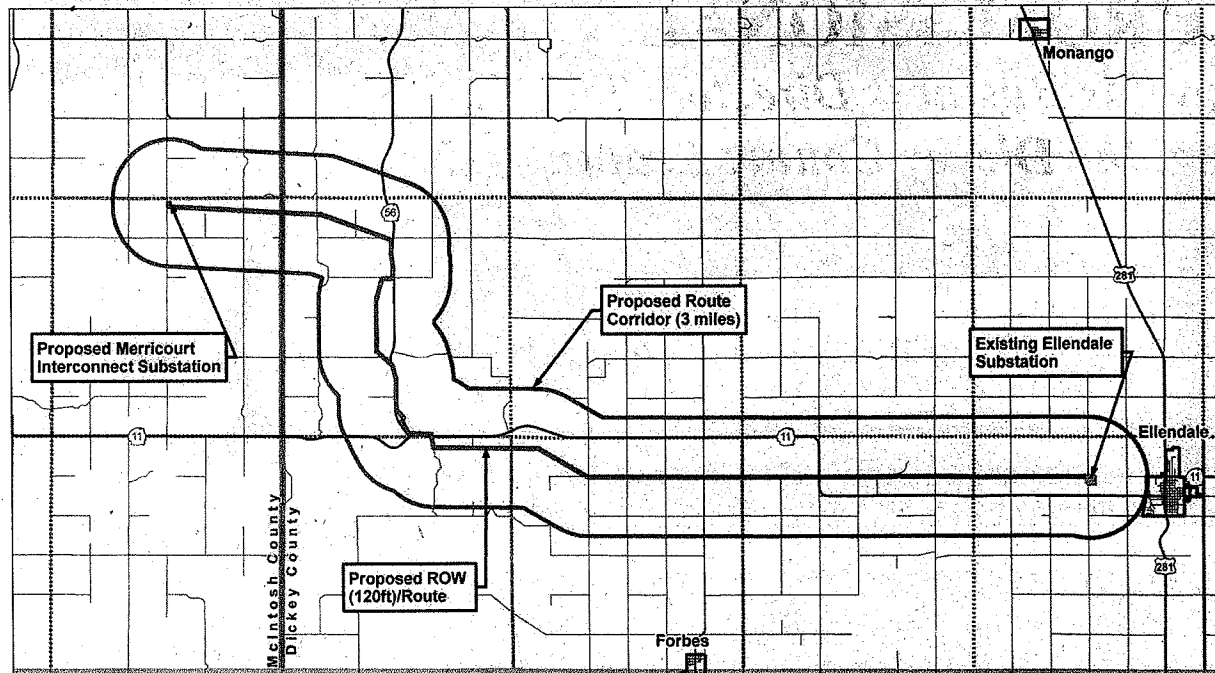 Monango
56
281
Proposed Route
Corridor (3 miles)
Proposed Merricourt
Interconnect Substation
Existing Ellendale
Substation
11
11
Ellendale
11
McIntosh County
Dickey County
Proposed ROW
(120ft)/Route
281
Forbes